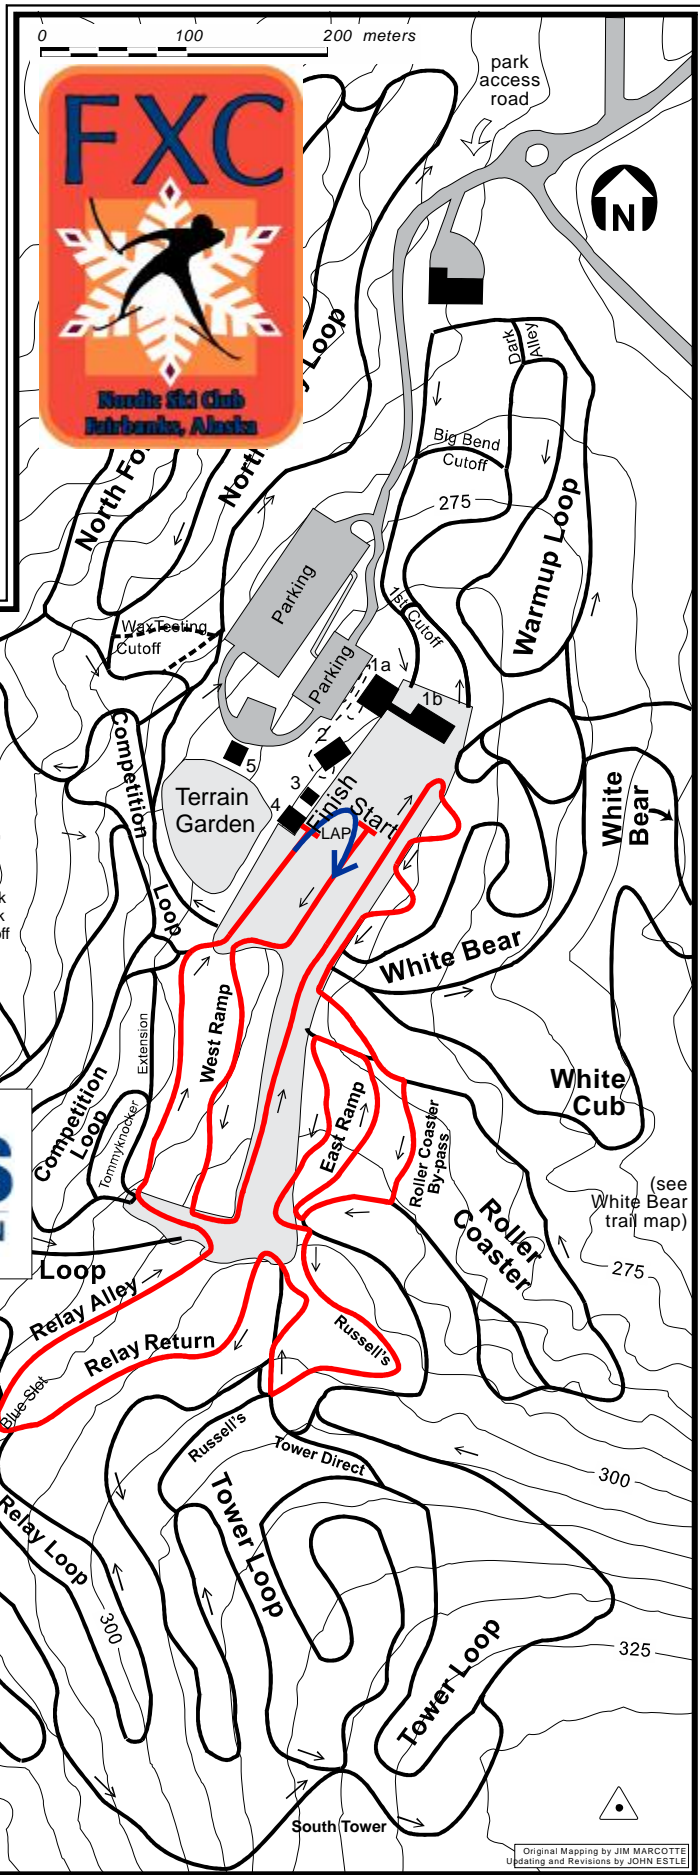 0 100 200 meters
park
access
road
FXC
Nordic Ski Club
Fairbanks, Alaska
N
Loop
North
North
Dark
Alley
Big Bend
Cutoff
275
Warmup Loop
Parking
Parking
1st Cutoff
Wax Testing
Cutoff
1a
1b
2
3
4
5
Finish
Start
LAP
Terrain
Garden
Competition
Loop
White
Bear
White Bear
West Ramp
Extension
Competition
Loop
Tommyknocker
East Ramp
Roller Coaster
By-pass
White
Cub
(see
White Bear
trail map)
Roller
Coaster
275
Loop
Relay Alley
Relay Return
Russell's
Blue Slot
Russell's
Tower Direct
300
Relay Loop
Tower Loop
300
325
Tower Loop
South Tower
Original Mapping by JIM MARCOTTE
Updating and Revisions by JOHN ESTLE